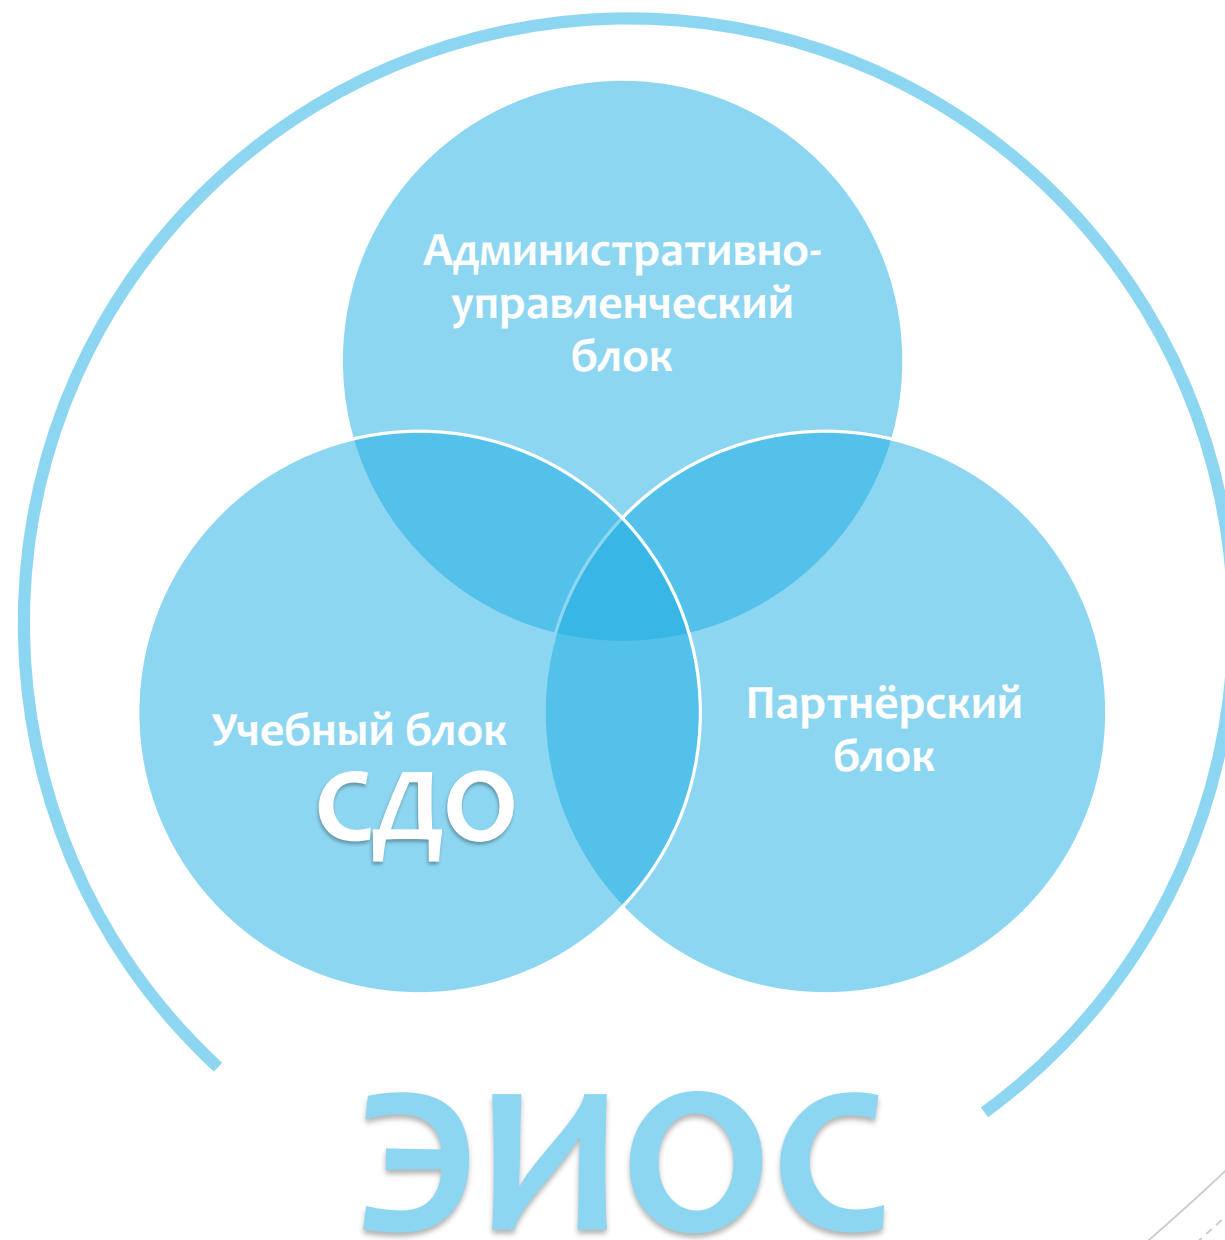 Административно-
управленческий
блок
Учебный блок
СДО
Партнёрский
блок
ЭИОС